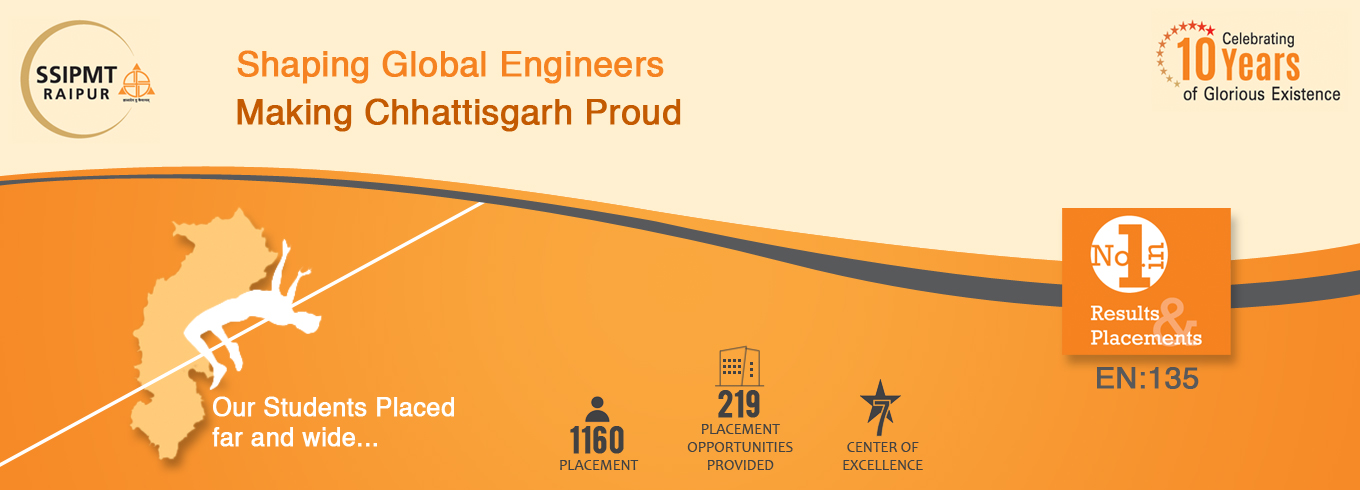 SSIPMT
RAIPUR
Shaping Global Engineers
Making Chhattisgarh Proud
Celebrating
10 Years
of Glorious Existence
No.1 in
Results &
Placements
EN:135
Our Students Placed
far and wide...
1160
PLACEMENT
219
PLACEMENT
OPPORTUNITIES
PROVIDED
7
CENTER OF
EXCELLENCE